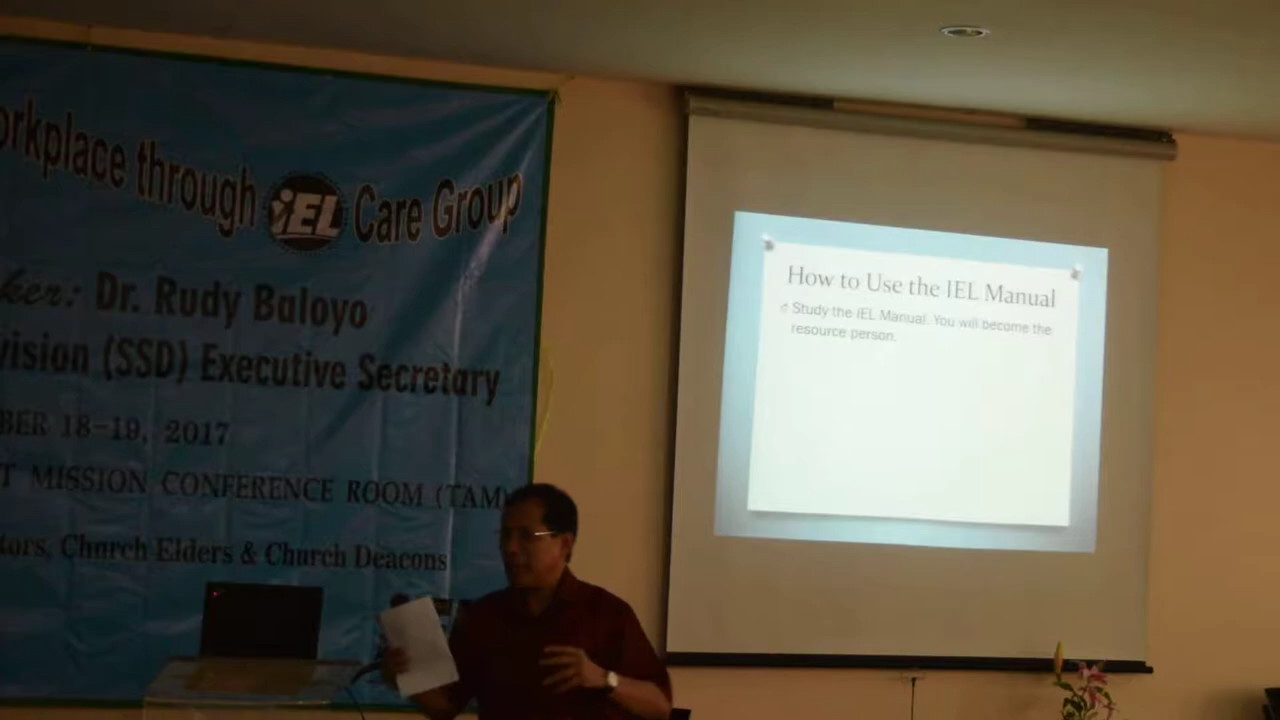 orkplace through iEL Care Group
ker: Dr. Rudy Baloyo
vision (SSD) Executive Secretary
BER 18-19, 2017
T MISSION CONFERENCE ROOM (TAM)
tors, Church Elders & Church Deacons
How to Use the IEL Manual
Study the IEL Manual. You will become the
resource person.